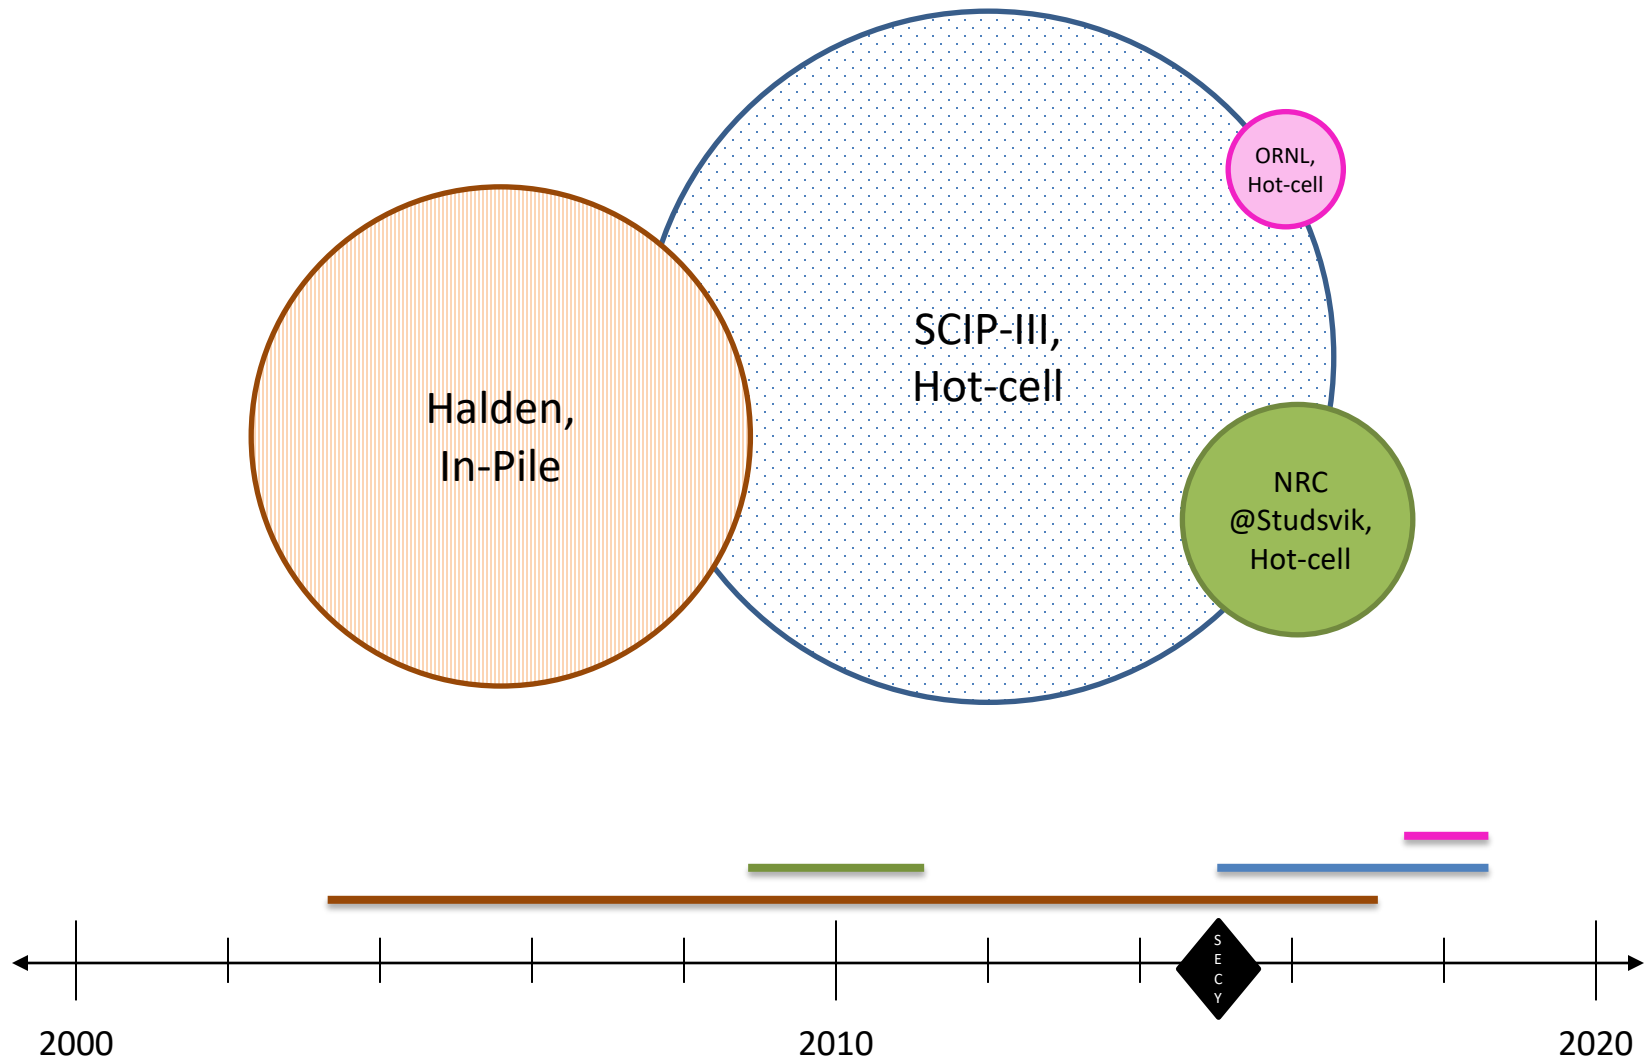 ORNL,
Hot-cell
SCIP-III,
Hot-cell
Halden,
In-Pile
NRC
@Studsvik,
Hot-cell
S
E
C
Y
2000
2010
2020